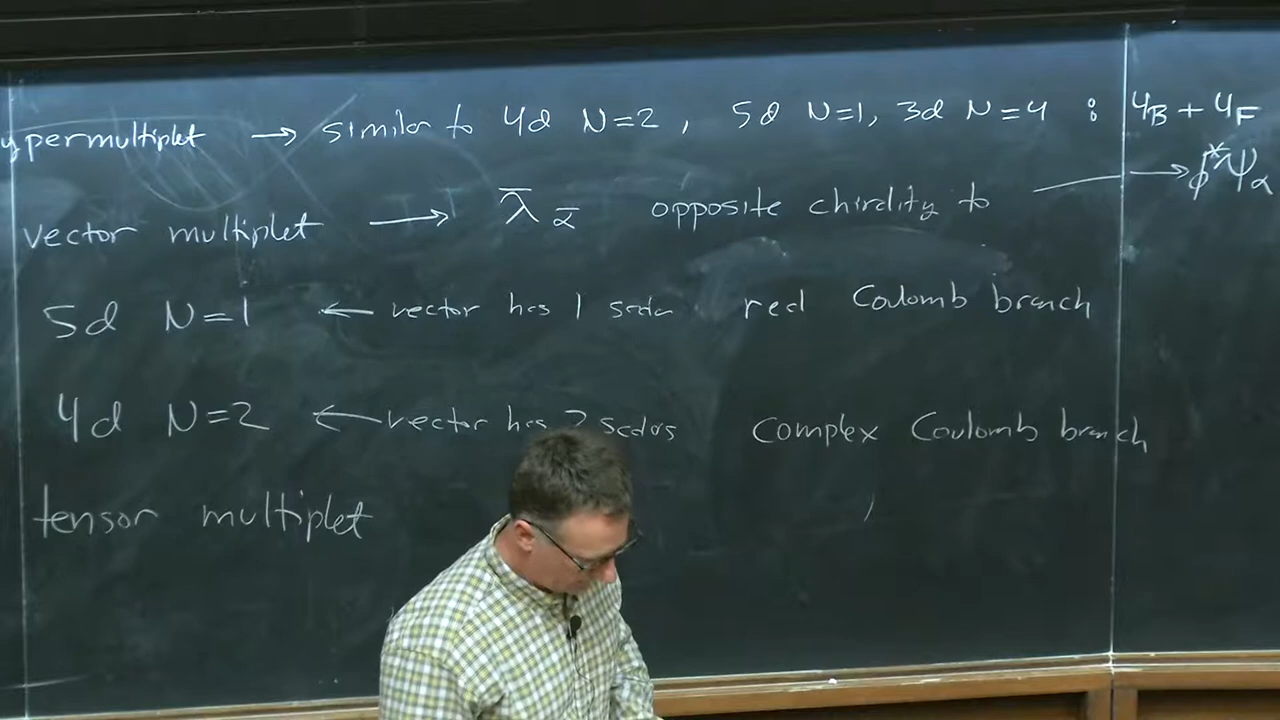 ypermultiplet → similar to 4d N=2, 5d N=1, 3d N=4 : 4B + 4F
→ ϕ* ψα
vector multiplet → λ̄ α̇ opposite chirality to
5d N=1 ← vector has 1 scalar real Coulomb branch
4d N=2 ← vector has 2 scalars complex Coulomb branch
tensor multiplet